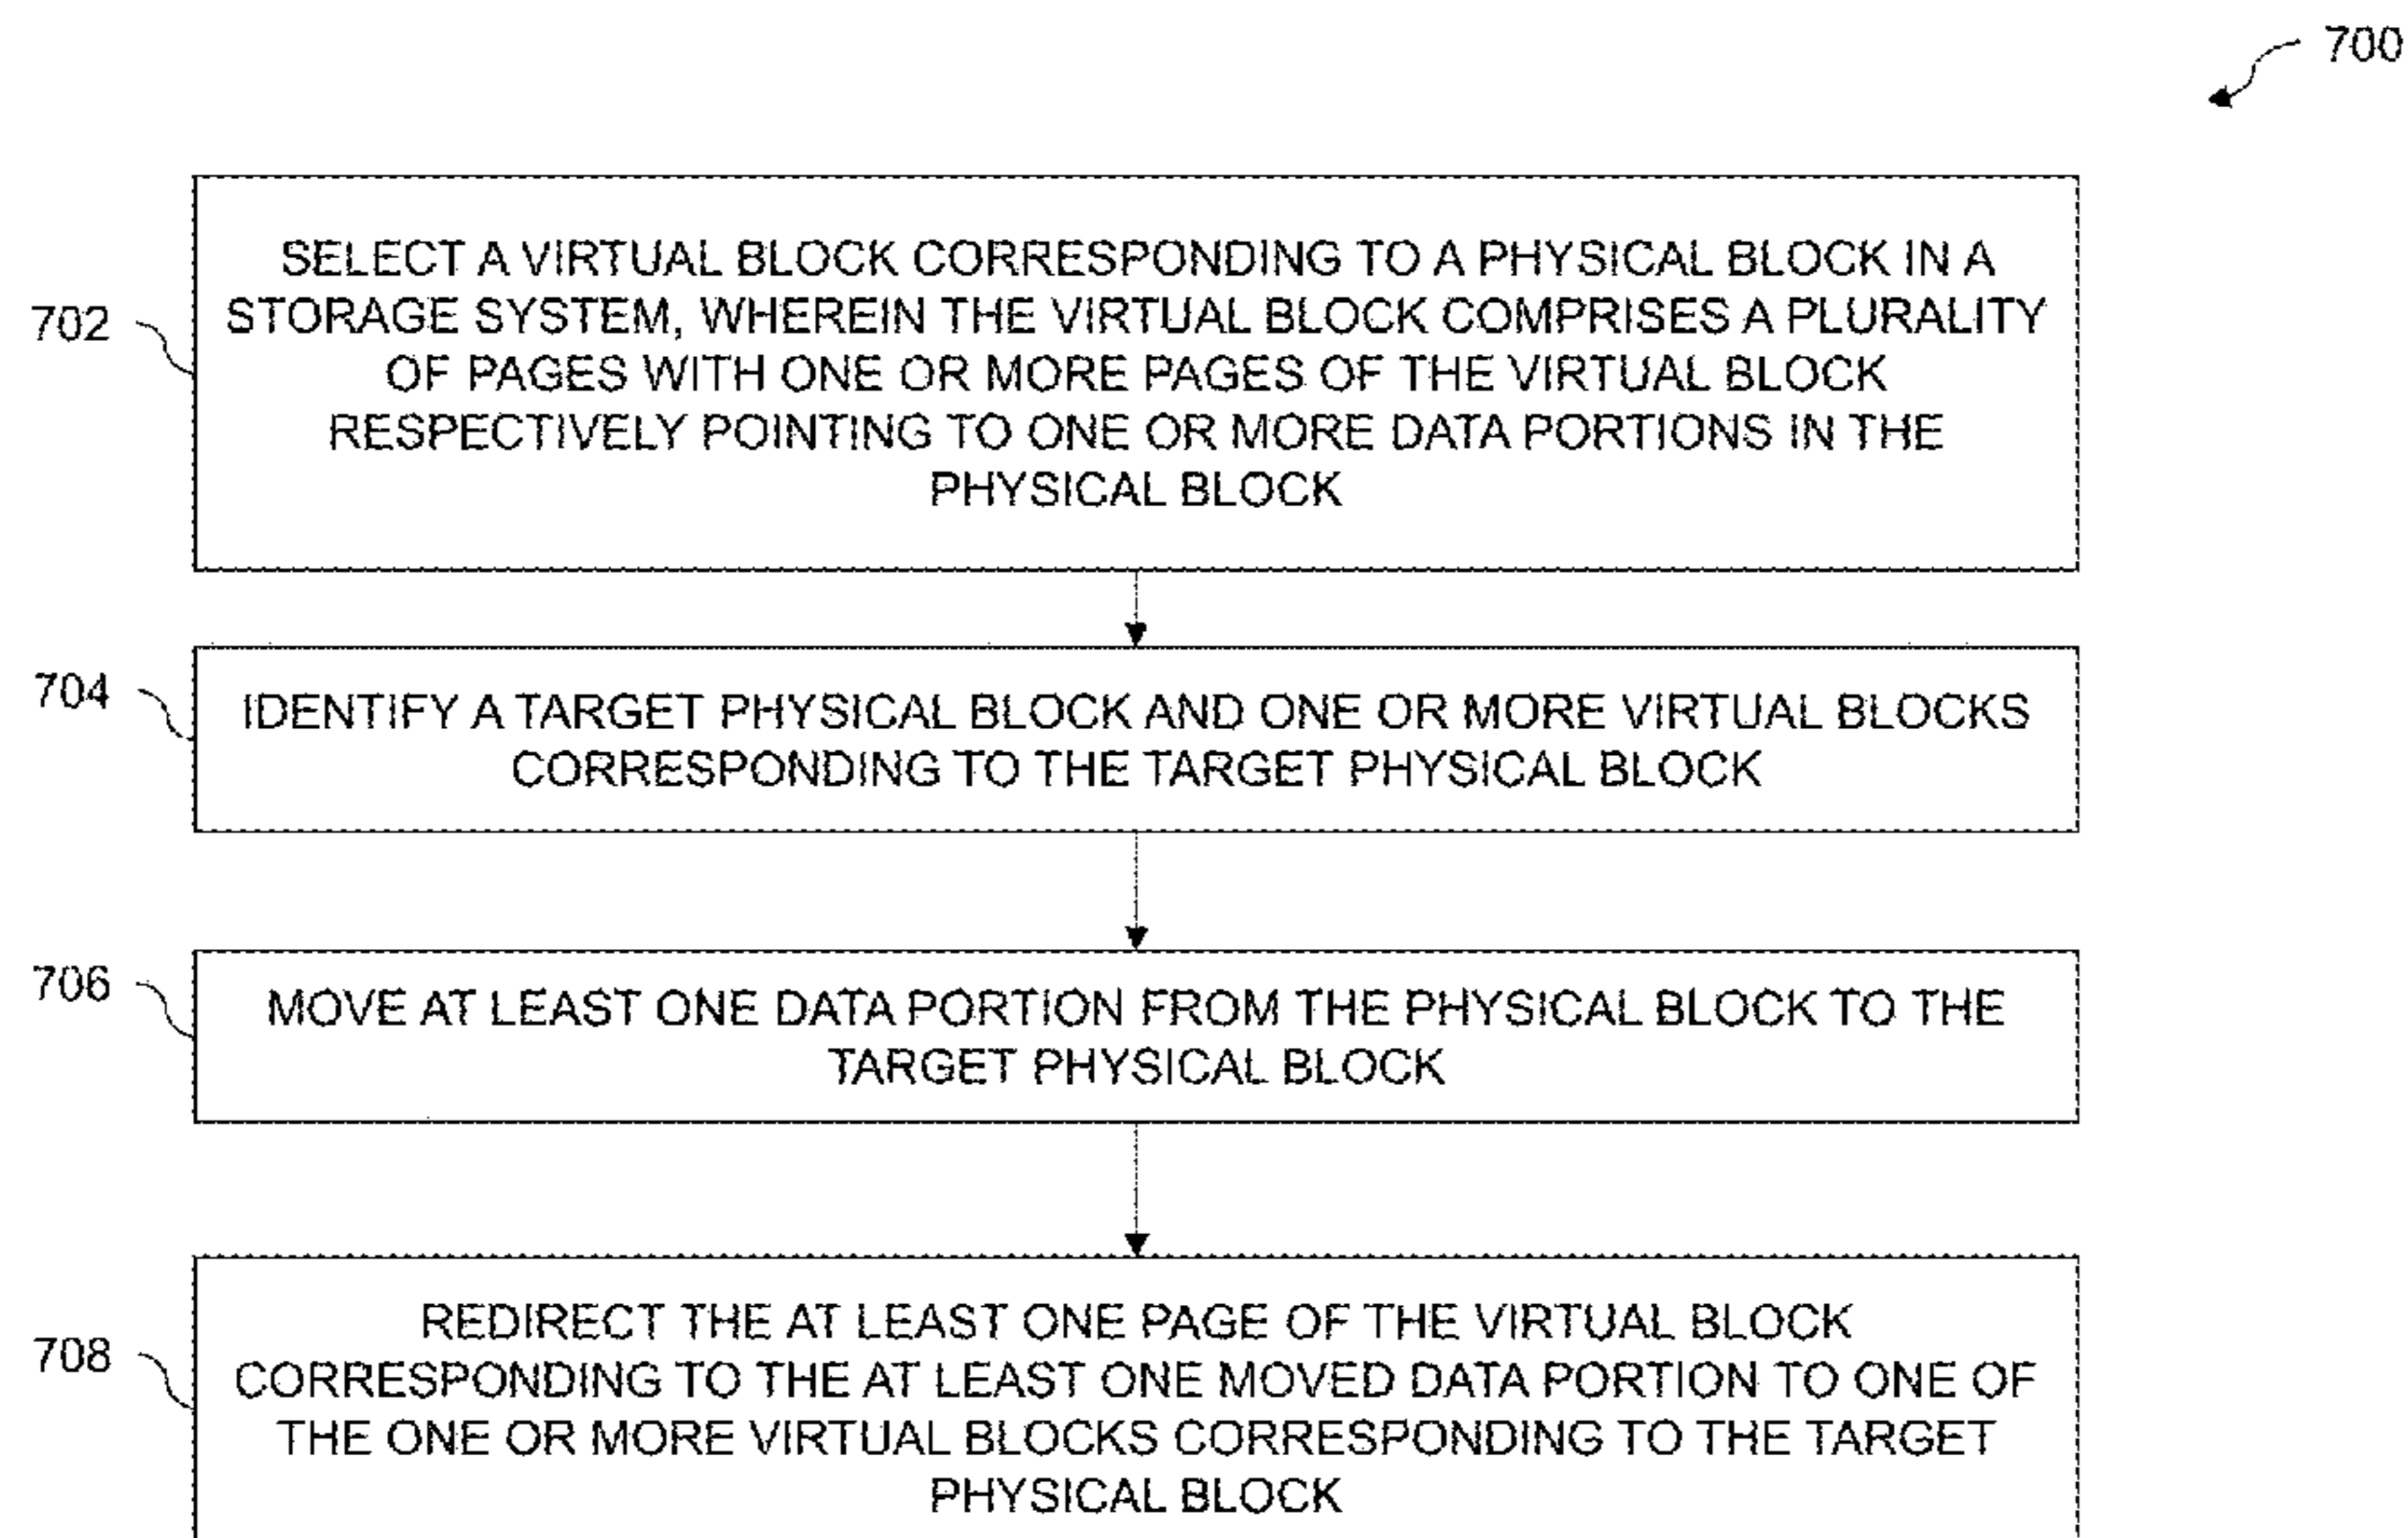 700
702
SELECT A VIRTUAL BLOCK CORRESPONDING TO A PHYSICAL BLOCK IN A
STORAGE SYSTEM, WHEREIN THE VIRTUAL BLOCK COMPRISES A PLURALITY
OF PAGES WITH ONE OR MORE PAGES OF THE VIRTUAL BLOCK
RESPECTIVELY POINTING TO ONE OR MORE DATA PORTIONS IN THE
PHYSICAL BLOCK
704
IDENTIFY A TARGET PHYSICAL BLOCK AND ONE OR MORE VIRTUAL BLOCKS
CORRESPONDING TO THE TARGET PHYSICAL BLOCK
706
MOVE AT LEAST ONE DATA PORTION FROM THE PHYSICAL BLOCK TO THE
TARGET PHYSICAL BLOCK
708
REDIRECT THE AT LEAST ONE PAGE OF THE VIRTUAL BLOCK
CORRESPONDING TO THE AT LEAST ONE MOVED DATA PORTION TO ONE OF
THE ONE OR MORE VIRTUAL BLOCKS CORRESPONDING TO THE TARGET
PHYSICAL BLOCK